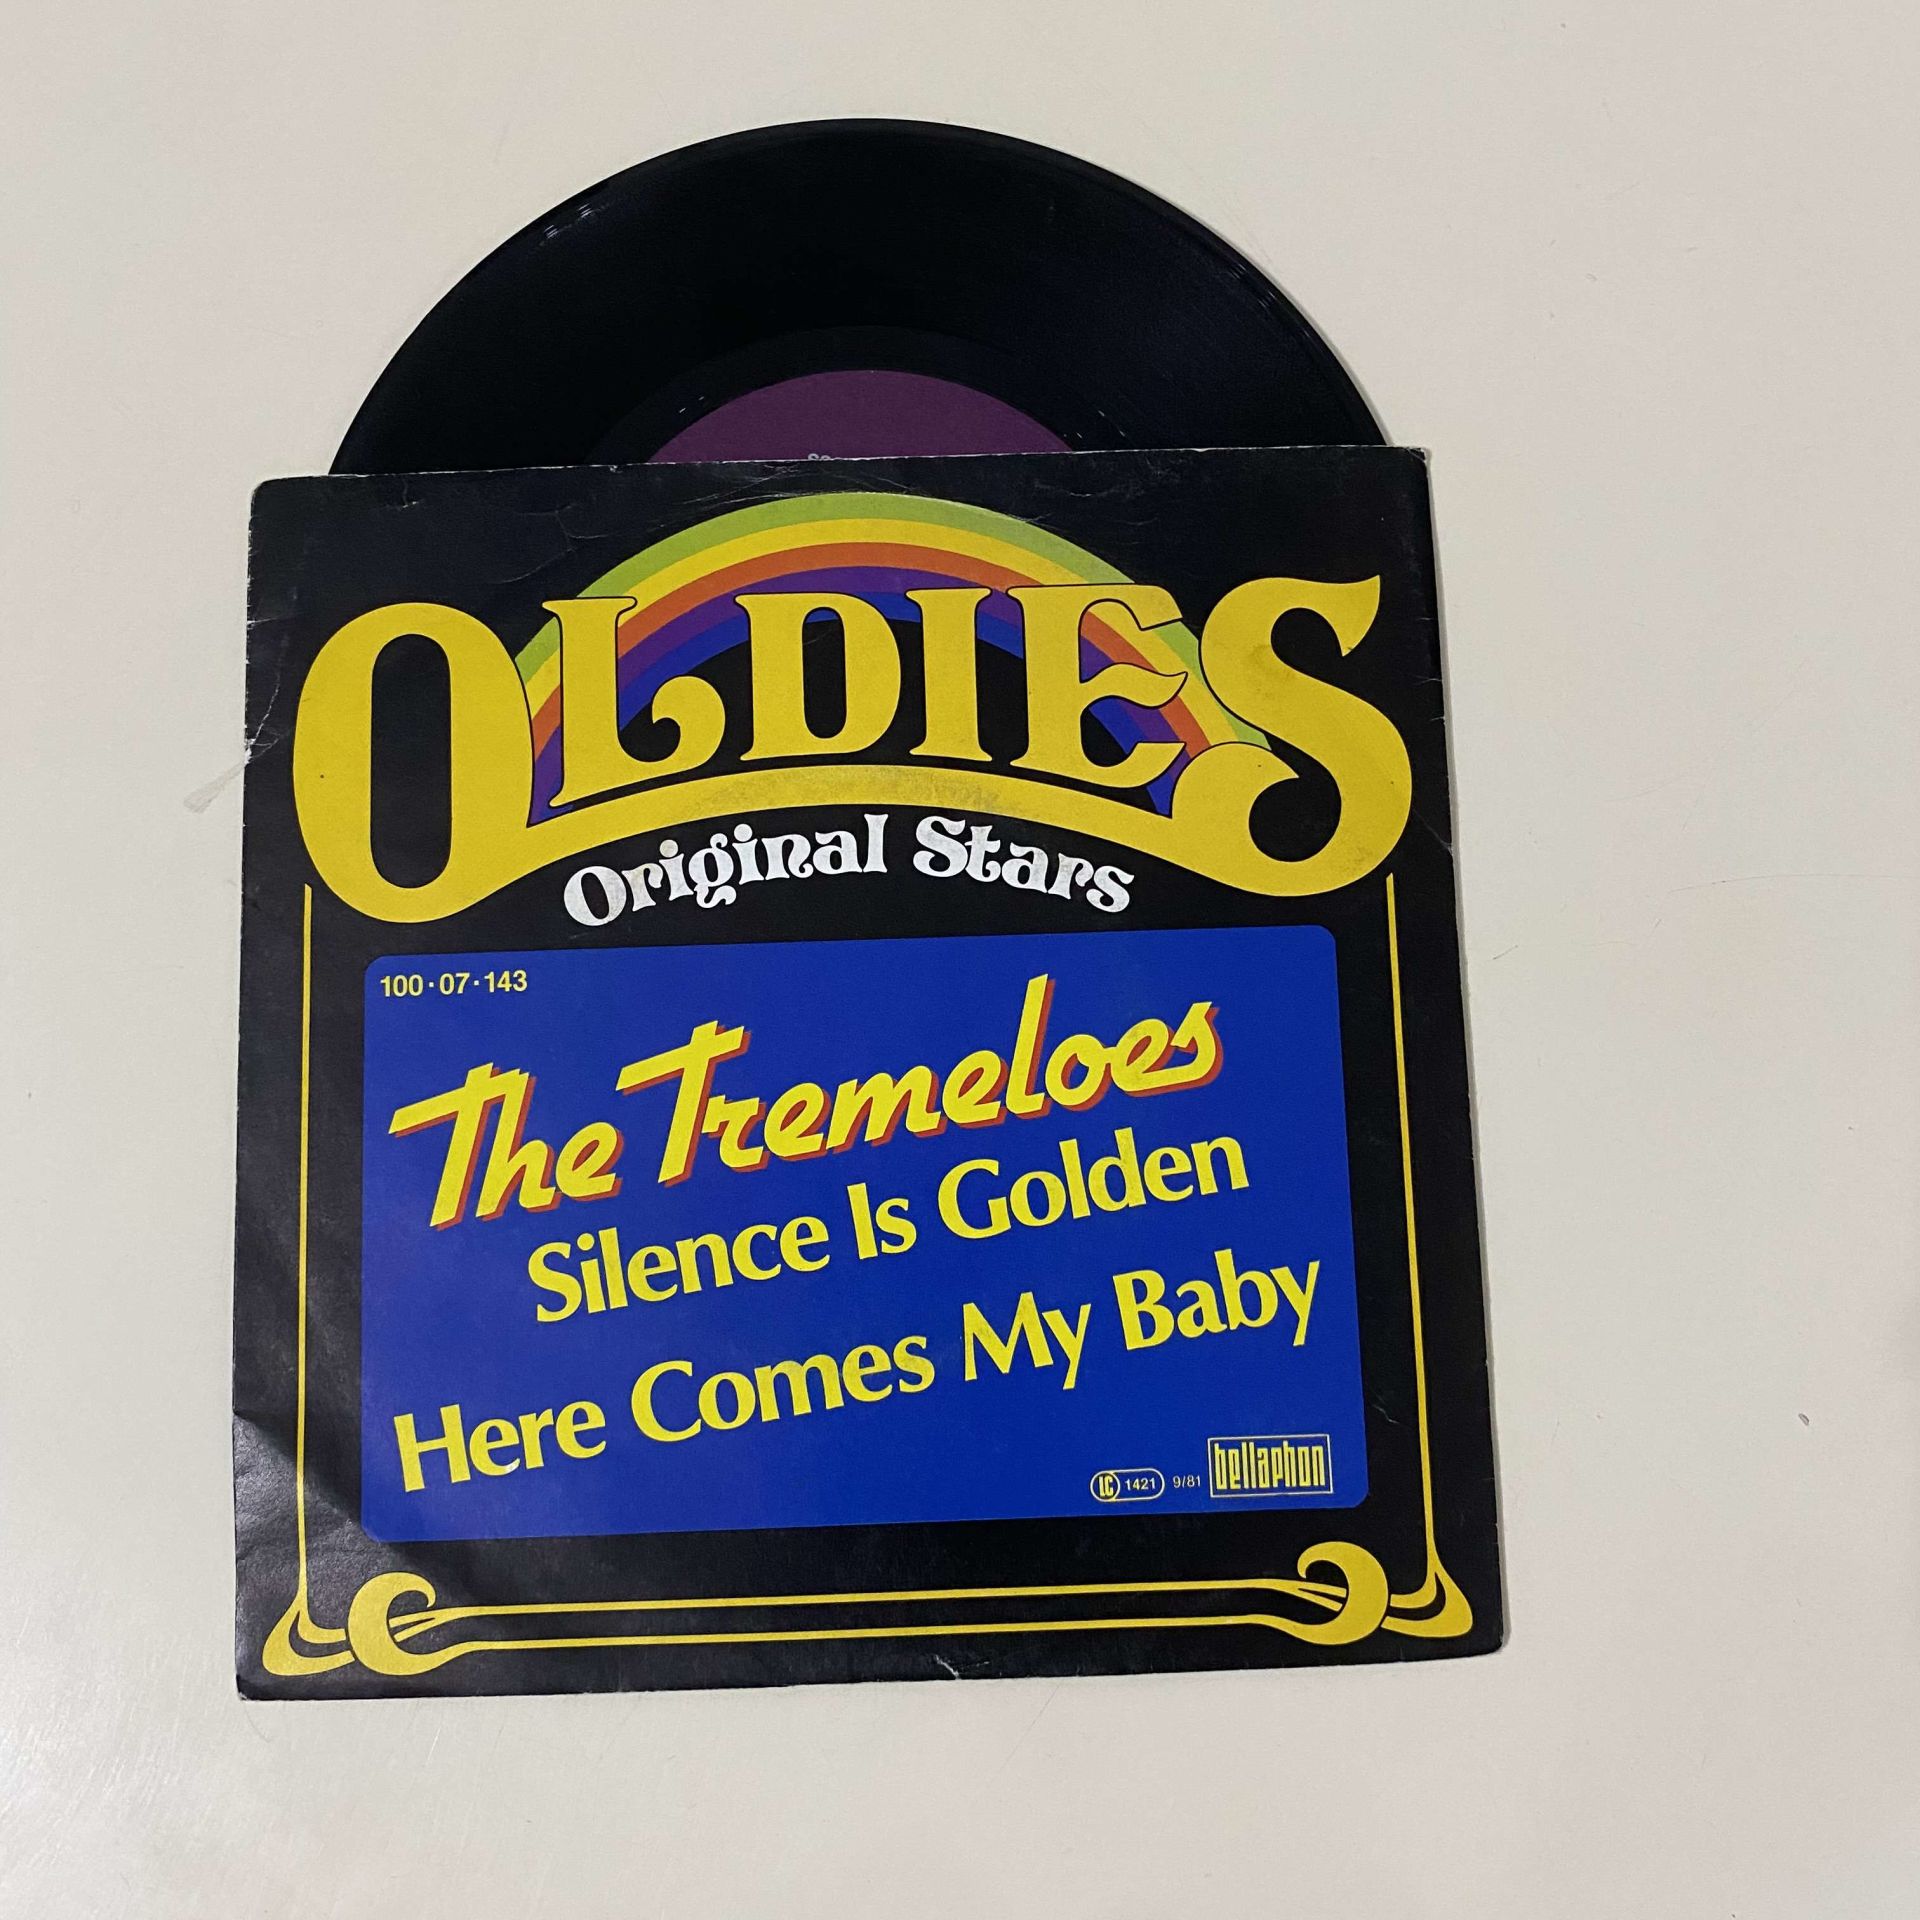 OLDIES
Original Stars
100·07·143
The Tremeloes
Silence Is Golden
Here Comes My Baby
LC 1421 9/81 bellaphon